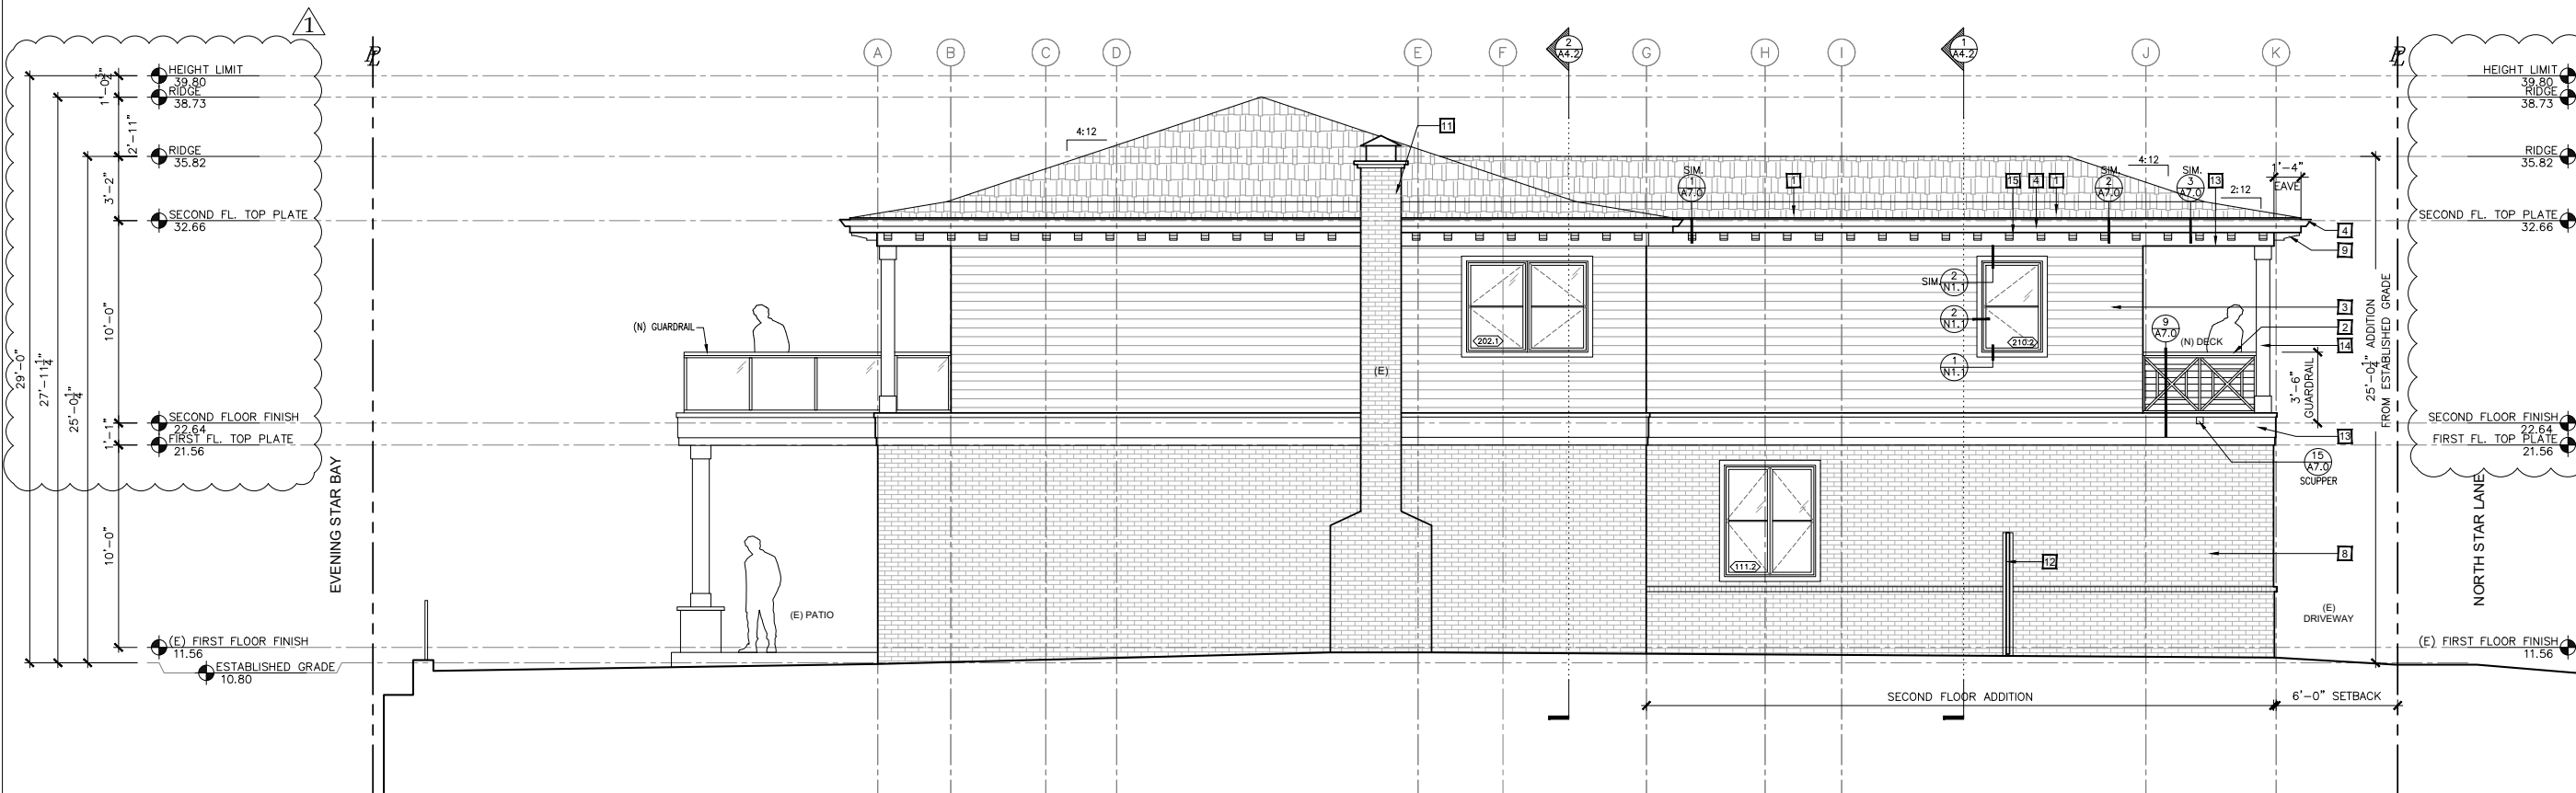 1
PL
PL
A
B
C
D
E
F
2
A4.2
G
H
I
1
A4.2
J
K
HEIGHT LIMIT
39.80
RIDGE
38.73
RIDGE
35.82
SECOND FL. TOP PLATE
32.66
SECOND FLOOR FINISH
22.64
FIRST FL. TOP PLATE
21.56
(E) FIRST FLOOR FINISH
11.56
ESTABLISHED GRADE
10.80
1'-0¾"
2'-11"
3'-2"
10'-0"
1'-1"
10'-0"
29'-0"
27'-11¼"
25'-0¼"
EVENING STAR BAY
4:12
11
(N) GUARDRAIL
(E) PATIO
(E)
202.1
SIM.
1
A7.0
1
15
4
1
SIM.
2
A7.0
4:12
SIM.
3
A7.0
13
2:12
1'-4"
EAVE
4
9
SIM.
2
N1.1
2
N1.1
1
N1.1
210.2
9
A7.0
(N) DECK
3
2
14
3'-6"
GUARDRAIL
25'-0¼" ADDITION
FROM ESTABLISHED GRADE
13
15
A7.0
SCUPPER
111.2
12
8
(E)
DRIVEWAY
SECOND FLOOR ADDITION
6'-0" SETBACK
NORTH STAR LANE
HEIGHT LIMIT
39.80
RIDGE
38.73
RIDGE
35.82
SECOND FL. TOP PLATE
32.66
SECOND FLOOR FINISH
22.64
FIRST FL. TOP PLATE
21.56
(E) FIRST FLOOR FINISH
11.56